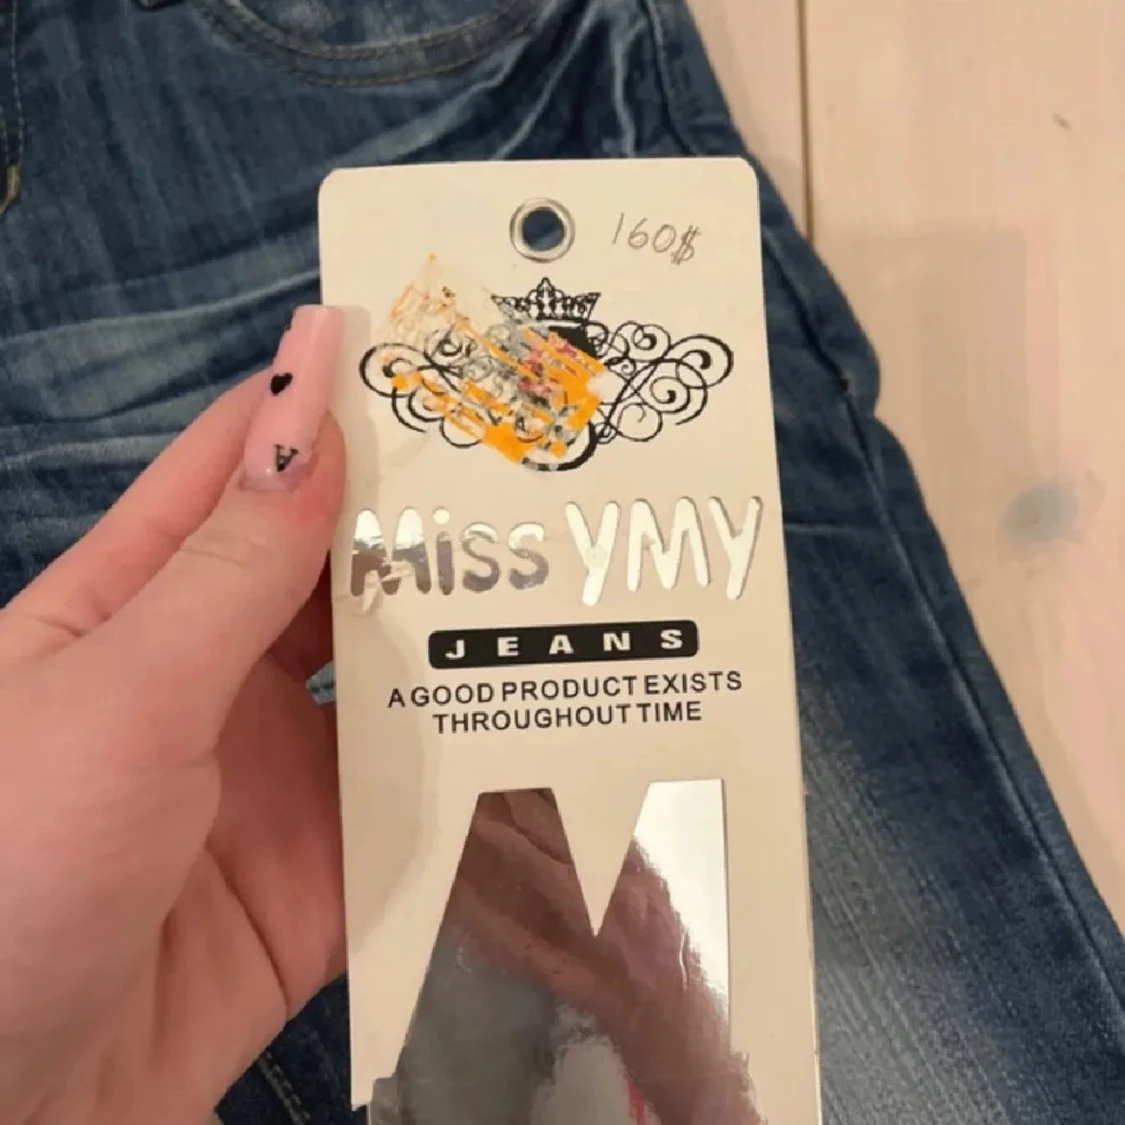 160$
Miss YMY
JEANS
A GOOD PRODUCT EXISTS
THROUGHOUT TIME
M
A